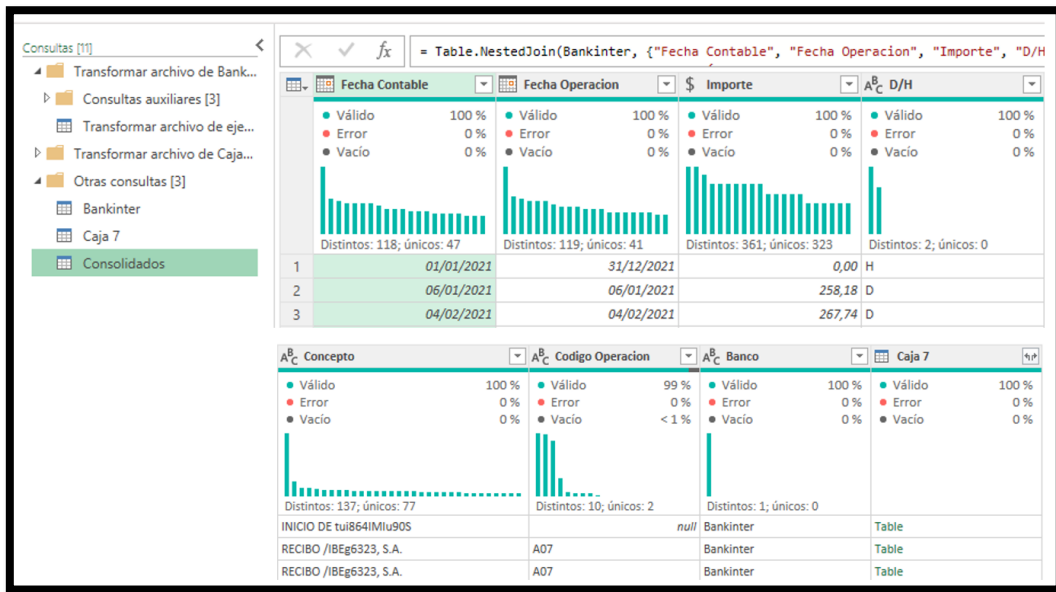 Consultas [11]
Transformar archivo de Bank...
Consultas auxiliares [3]
Transformar archivo de eje...
Transformar archivo de Caja...
Otras consultas [3]
Bankinter
Caja 7
Consolidados
fx = Table.NestedJoin(Bankinter, {"Fecha Contable", "Fecha Operacion", "Importe", "D/H
Fecha Contable Fecha Operacion $ Importe ABC D/H
Válido 100 % Válido 100 % Válido 100 % Válido 100 %
Error 0 % Error 0 % Error 0 % Error 0 %
Vacío 0 % Vacío 0 % Vacío 0 % Vacío 0 %
Distintos: 118; únicos: 47 Distintos: 119; únicos: 41 Distintos: 361; únicos: 323 Distintos: 2; únicos: 0
1 01/01/2021 31/12/2021 0,00 H
2 06/01/2021 06/01/2021 258,18 D
3 04/02/2021 04/02/2021 267,74 D
ABC Concepto ABC Codigo Operacion ABC Banco Caja 7
Válido 100 % Válido 99 % Válido 100 % Válido 100 %
Error 0 % Error 0 % Error 0 % Error 0 %
Vacío 0 % Vacío < 1 % Vacío 0 % Vacío 0 %
Distintos: 137; únicos: 77 Distintos: 10; únicos: 2 Distintos: 1; únicos: 0
INICIO DE tui864IMIu90S null Bankinter Table
RECIBO /IBEg6323, S.A. A07 Bankinter Table
RECIBO /IBEg6323, S.A. A07 Bankinter Table